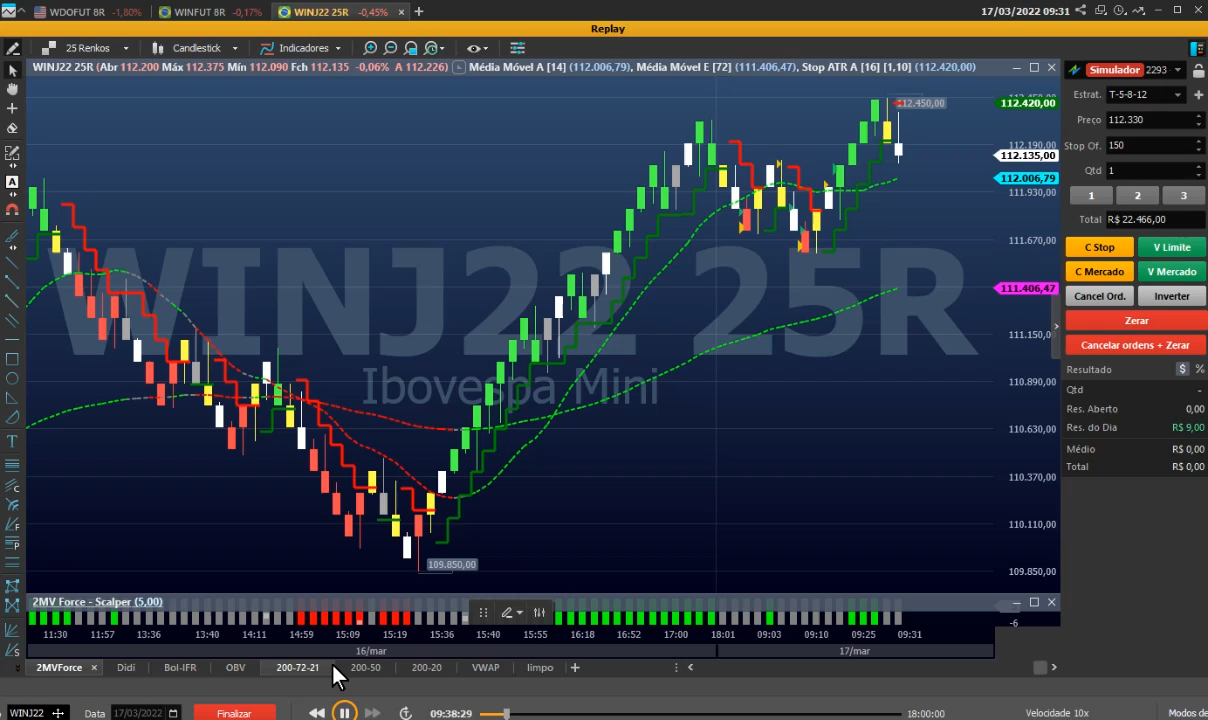 WDOFUT 8R -1,80% WINFUT 8R -0,17% WINJ22 25R -0,45% × + 17/03/2022 09:31
Replay
25 Renkos Candlestick Indicadores
WINJ22 25R (Abr 112.200 Máx 112.375 Mín 112.090 Fch 112.135 -0,06% A 112.226) Média Móvel A [14] (112.006,79), Média Móvel E [72] (111.406,47), Stop ATR A [16] [1,10] (112.420,00)
Simulador 2293
Estrat. T-5-8-12
Preço 112.330
Stop Of. 150
Qtd 1
1 2 3
Total R$ 22.466,00
C Stop V Limite
C Mercado V Mercado
Cancel Ord. Inverter
Zerar
Cancelar ordens + Zerar
Resultado $ %
Qtd -
Res. Aberto 0,00
Res. do Dia R$ 9,00
Médio R$ 0,00
Total R$ 0,00
112.450,00
112.420,00
112.190,00
112.135,00
112.006,79
111.930,00
111.670,00
111.406,47
111.150,00
110.890,00
110.630,00
110.370,00
110.110,00
109.850,00
WINJ22 25R
Ibovespa Mini
109.850,00
2MV Force - Scalper (5,00)
-6
11:30 11:57 13:36 13:40 14:11 14:59 15:09 15:19 15:36 15:40 15:55 16:18 16:52 17:00 18:01 09:03 09:10 09:25 09:31
16/mar 17/mar
2MVForce × Didi Bol-IFR OBV 200-72-21 200-50 200-20 VWAP limpo +
WINJ22 Data 17/03/2022 Finalizar 09:38:29 18:00:00 Velocidade 10x Modos de